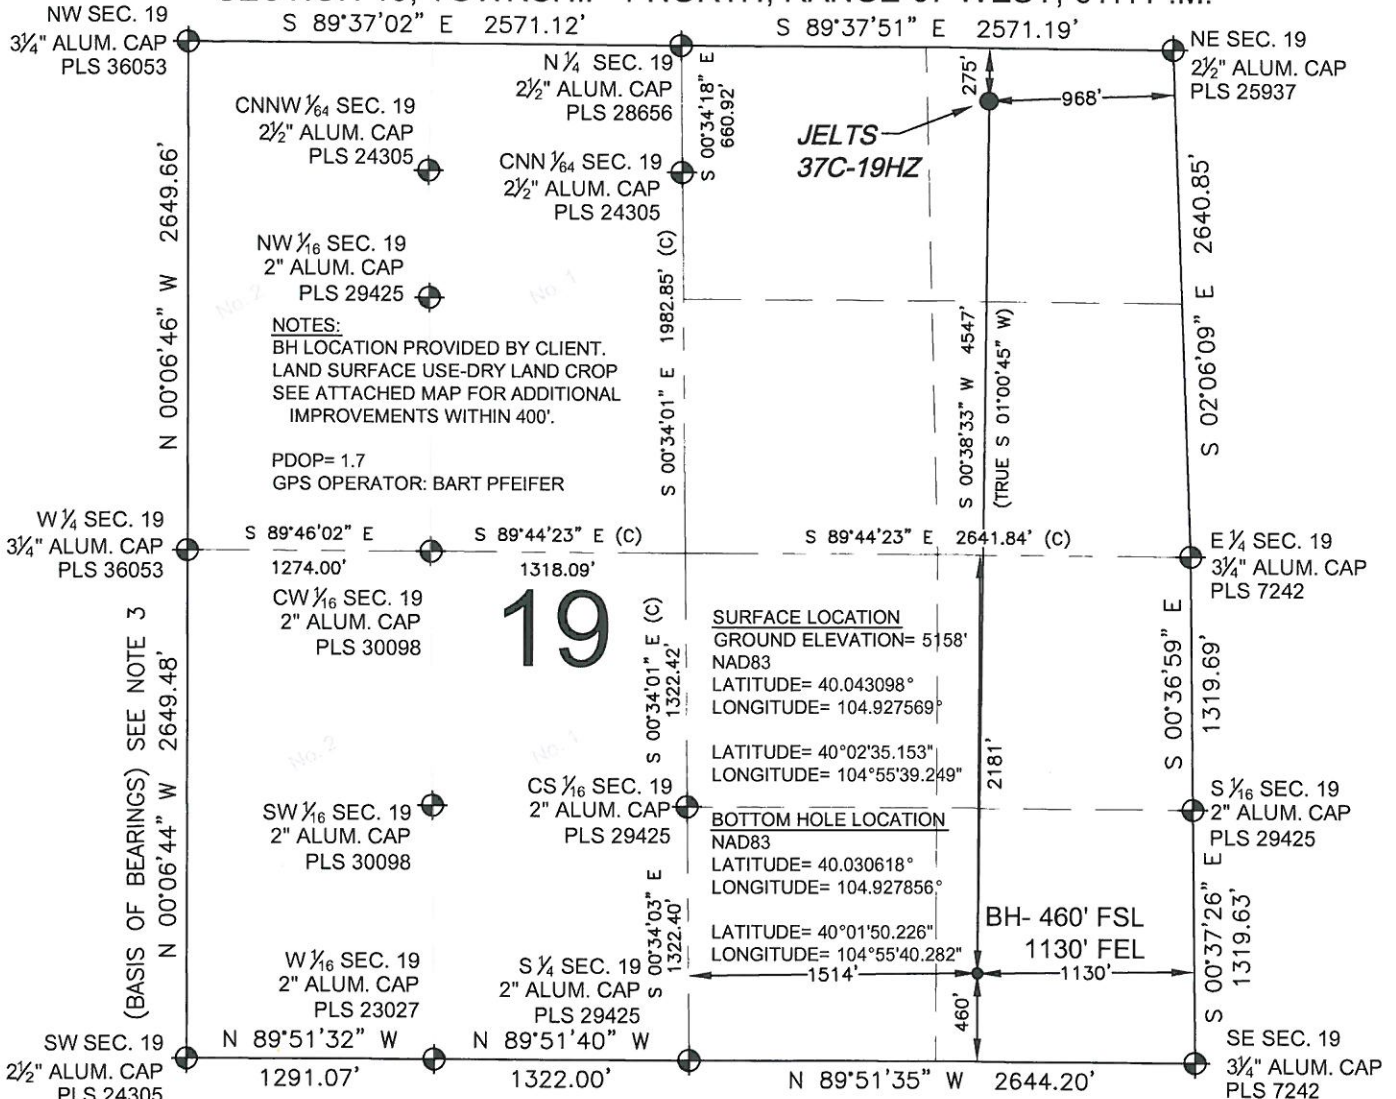 NW SEC. 19
3¼" ALUM. CAP
PLS 36053
S 89°37'02" E 2571.12'
N ¼ SEC. 19
2½" ALUM. CAP
PLS 28656
S 89°37'51" E 2571.19'
NE SEC. 19
2½" ALUM. CAP
PLS 25937
CNNW 1/64 SEC. 19
2½" ALUM. CAP
PLS 24305
CNN 1/64 SEC. 19
2½" ALUM. CAP
PLS 24305
S 00°34'18" E
660.92'
275'
968'
JELTS
37C-19HZ
N 00°06'46" W 2649.66'
NW 1/16 SEC. 19
2" ALUM. CAP
PLS 29425
No. 2
No. 1
NOTES:
BH LOCATION PROVIDED BY CLIENT.
LAND SURFACE USE-DRY LAND CROP
SEE ATTACHED MAP FOR ADDITIONAL
IMPROVEMENTS WITHIN 400'.
PDOP= 1.7
GPS OPERATOR: BART PFEIFER
S 00°34'01" E 1982.85' (C)
S 00°38'33" W 4547'
(TRUE S 01°00'45" W)
S 02°06'09" E 2640.85'
W ¼ SEC. 19
3¼" ALUM. CAP
PLS 36053
S 89°46'02" E
1274.00'
S 89°44'23" E (C)
1318.09'
S 89°44'23" E 2641.84' (C)
E ¼ SEC. 19
3¼" ALUM. CAP
PLS 7242
CW 1/16 SEC. 19
2" ALUM. CAP
PLS 30098
19
S 00°34'01" E (C)
1322.42'
SURFACE LOCATION
GROUND ELEVATION= 5158'
NAD83
LATITUDE= 40.043098°
LONGITUDE= 104.927569°
LATITUDE= 40°02'35.153"
LONGITUDE= 104°55'39.249"
2181'
S 00°36'59" E
1319.69'
(BASIS OF BEARINGS) SEE NOTE 3
N 00°06'44" W 2649.48'
No. 2
No. 1
SW 1/16 SEC. 19
2" ALUM. CAP
PLS 30098
CS 1/16 SEC. 19
2" ALUM. CAP
PLS 29425
S 1/16 SEC. 19
2" ALUM. CAP
PLS 29425
BOTTOM HOLE LOCATION
NAD83
LATITUDE= 40.030618°
LONGITUDE= 104.927856°
LATITUDE= 40°01'50.226"
LONGITUDE= 104°55'40.282"
BH- 460' FSL
1130' FEL
S 00°34'03" E
1322.40'
1514'
1130'
460'
S 00°37'26" E
1319.63'
W 1/16 SEC. 19
2" ALUM. CAP
PLS 23027
S ¼ SEC. 19
2" ALUM. CAP
PLS 29425
SW SEC. 19
2½" ALUM. CAP
PLS 24305
N 89°51'32" W
1291.07'
N 89°51'40" W
1322.00'
N 89°51'35" W 2644.20'
SE SEC. 19
3¼" ALUM. CAP
PLS 7242